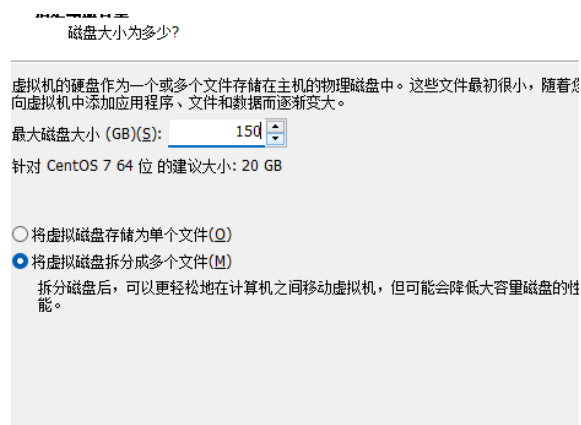 磁盘大小为多少?
虚拟机的硬盘作为一个或多个文件存储在主机的物理磁盘中。这些文件最初很小，随着您
向虚拟机中添加应用程序、文件和数据而逐渐变大。
最大磁盘大小 (GB)(S): 150
针对 CentOS 7 64 位 的建议大小: 20 GB
将虚拟磁盘存储为单个文件(O)
将虚拟磁盘拆分成多个文件(M)
拆分磁盘后，可以更轻松地在计算机之间移动虚拟机，但可能会降低大容量磁盘的性
能。